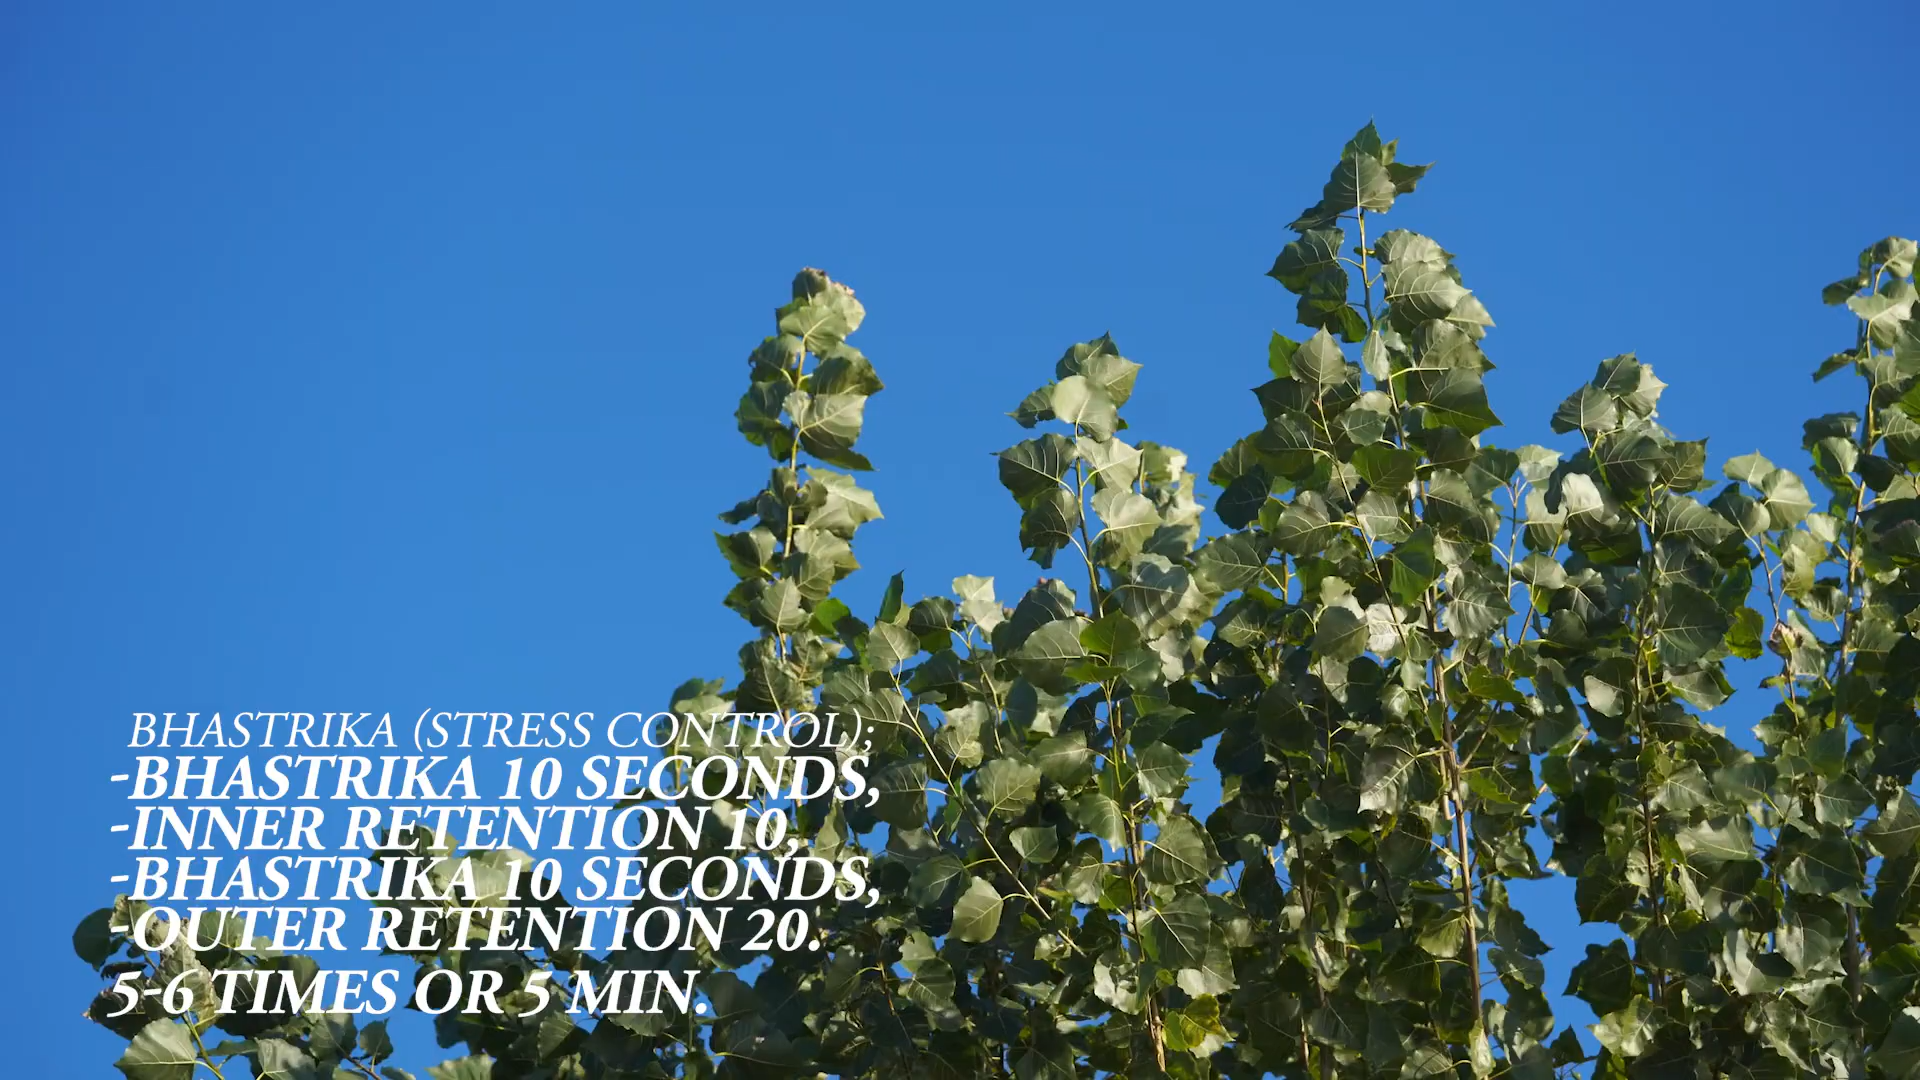 BHASTRIKA (STRESS CONTROL);
-BHASTRIKA 10 SECONDS,
-INNER RETENTION 10,
-BHASTRIKA 10 SECONDS,
-OUTER RETENTION 20.
5-6 TIMES OR 5 MIN.